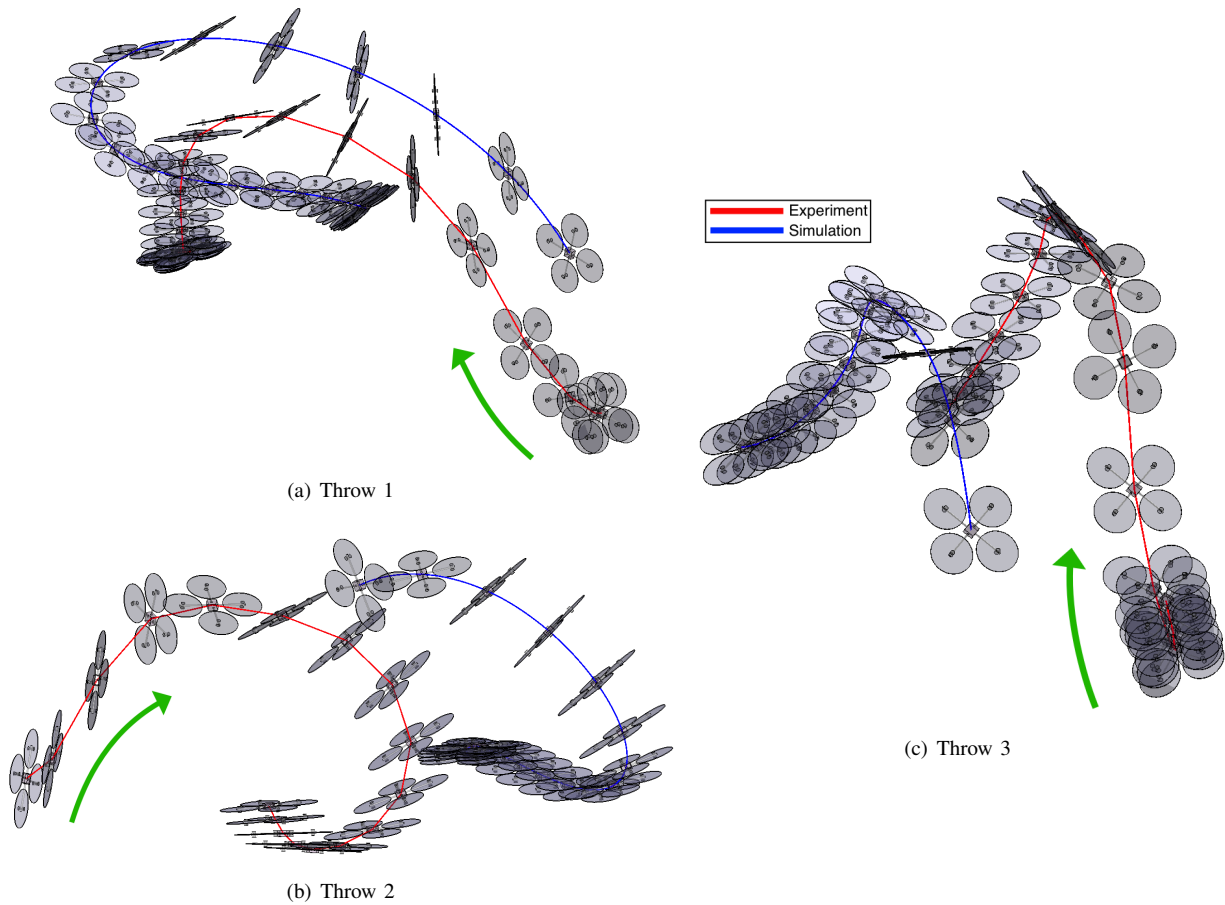 (a) Throw 1
Experiment
Simulation
(b) Throw 2
(c) Throw 3